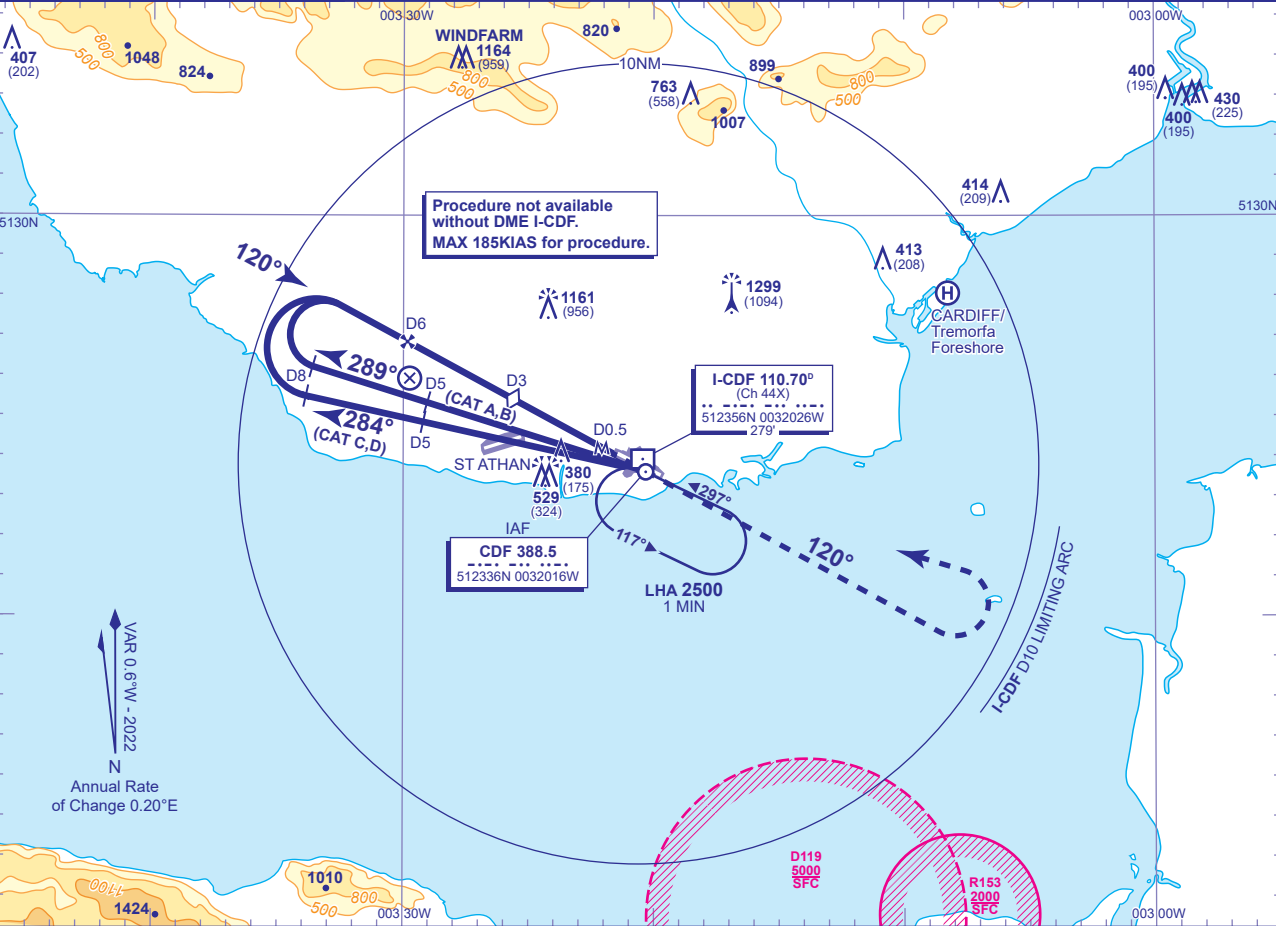 003 30W
003 00W
407
(202)
800
500
1048
824
WINDFARM
1164
(959)
800
500
820
10NM
763
(558)
1007
899
800
500
400
(195)
400
(195)
430
(225)
414
(209)
5130N
5130N
Procedure not available
without DME I-CDF.
MAX 185KIAS for procedure.
413
(208)
120°
1161
(956)
1299
(1094)
H
CARDIFF/
Tremorfa
Foreshore
D6
289°
D8
D5
(CAT A,B)
D3
284°
(CAT C,D)
D5
D0.5
M
I-CDF 110.70D
(Ch 44X)
512356N 0032026W
279'
ST ATHAN
380
(175)
529
(324)
IAF
CDF 388.5
512336N 0032016W
297°
117°
LHA 2500
1 MIN
120°
I-CDF D10 LIMITING ARC
VAR 0.6°W - 2022
N
Annual Rate
of Change 0.20°E
D119
5000
SFC
R153
2000
SFC
1100
1424
1010
800
500
003 30W
003 00W